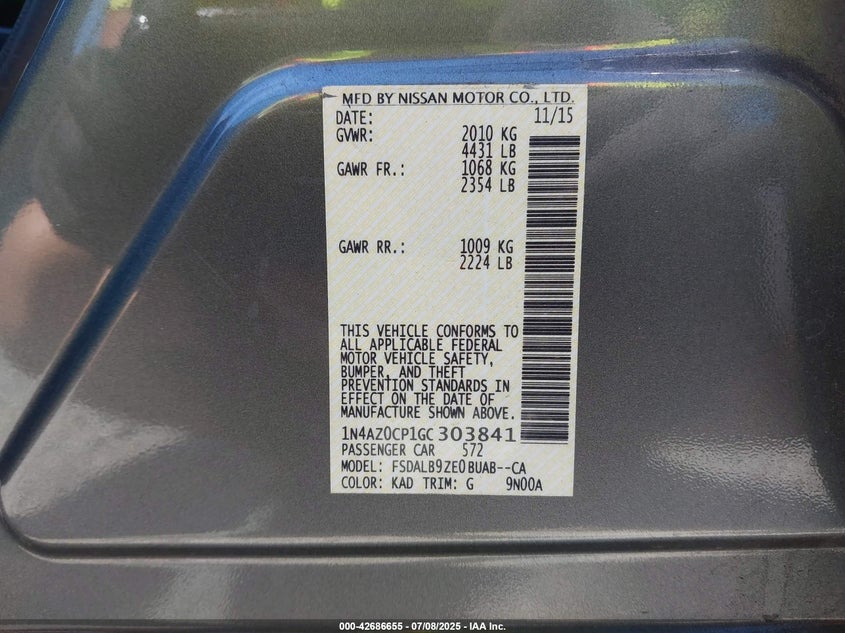 MFD BY NISSAN MOTOR CO., LTD.
DATE: 11/15
GVWR: 2010 KG
4431 LB
GAWR FR.: 1068 KG
2354 LB
GAWR RR.: 1009 KG
2224 LB
THIS VEHICLE CONFORMS TO
ALL APPLICABLE FEDERAL
MOTOR VEHICLE SAFETY,
BUMPER, AND THEFT
PREVENTION STANDARDS IN
EFFECT ON THE DATE OF
MANUFACTURE SHOWN ABOVE.
1N4AZ0CP1GC303841
PASSENGER CAR 572
MODEL: FSDALB9ZE0BUAB--CA
COLOR: KAD TRIM: G 9N00A
000-42686655 - 07/08/2025 - IAA Inc.